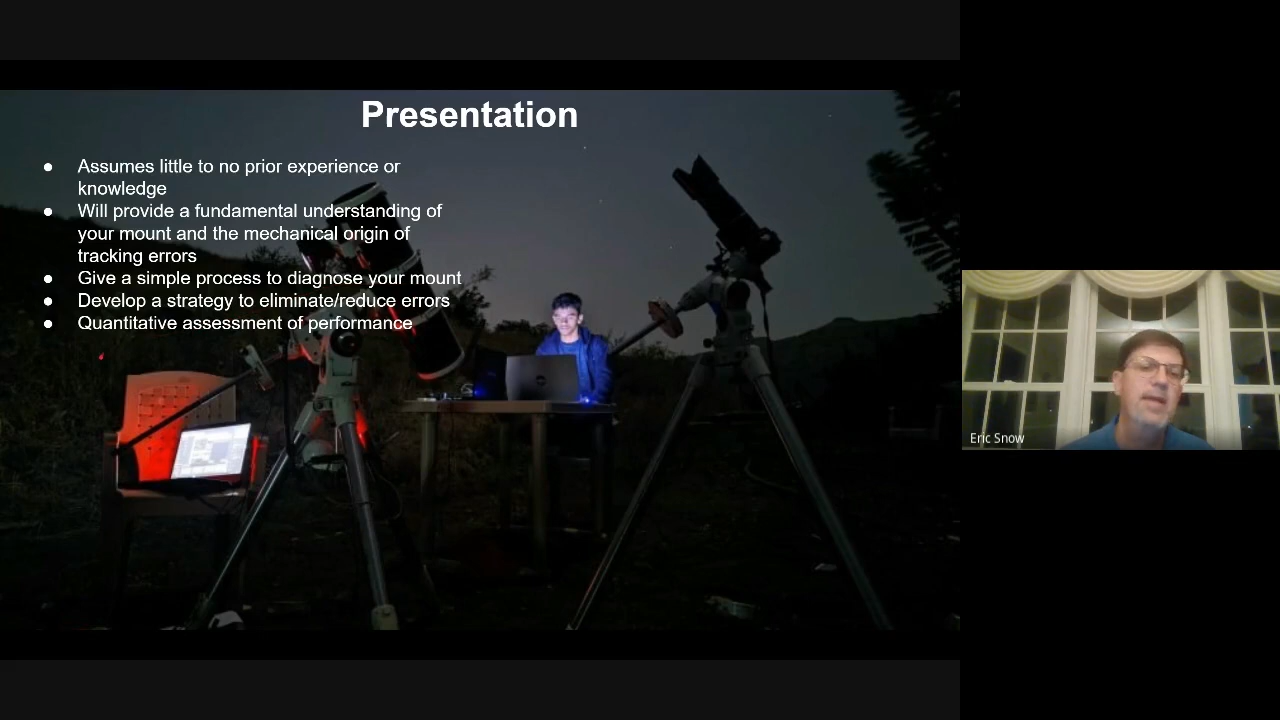 Presentation
● Assumes little to no prior experience or
knowledge
● Will provide a fundamental understanding of
your mount and the mechanical origin of
tracking errors
● Give a simple process to diagnose your mount
● Develop a strategy to eliminate/reduce errors
● Quantitative assessment of performance
Eric Snow